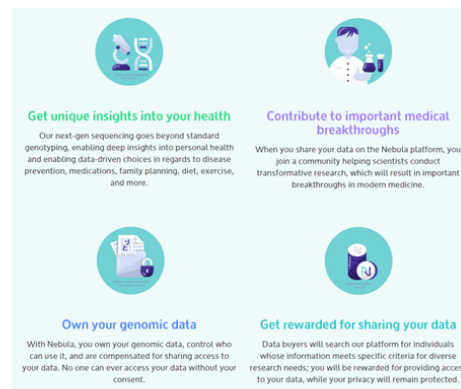 Get unique insights into your health
Our next-gen sequencing goes beyond standard
genotyping, enabling deep insights into personal health
and enabling data-driven choices in regards to disease
prevention, medications, family planning, diet, exercise,
and more.
Contribute to important medical
breakthroughs
When you share your data on the Nebula platform, you
join a community helping scientists conduct
transformative research, which will result in important
breakthroughs in modern medicine.
Own your genomic data
With Nebula, you own your genomic data, control who
can use it, and are compensated for sharing access to
your data. No one can ever access your data without your
consent.
Get rewarded for sharing your data
Data buyers will search our platform for individuals
whose information meets specific criteria for diverse
research needs; you will be rewarded for providing access
to your data, while your privacy will remain protected.